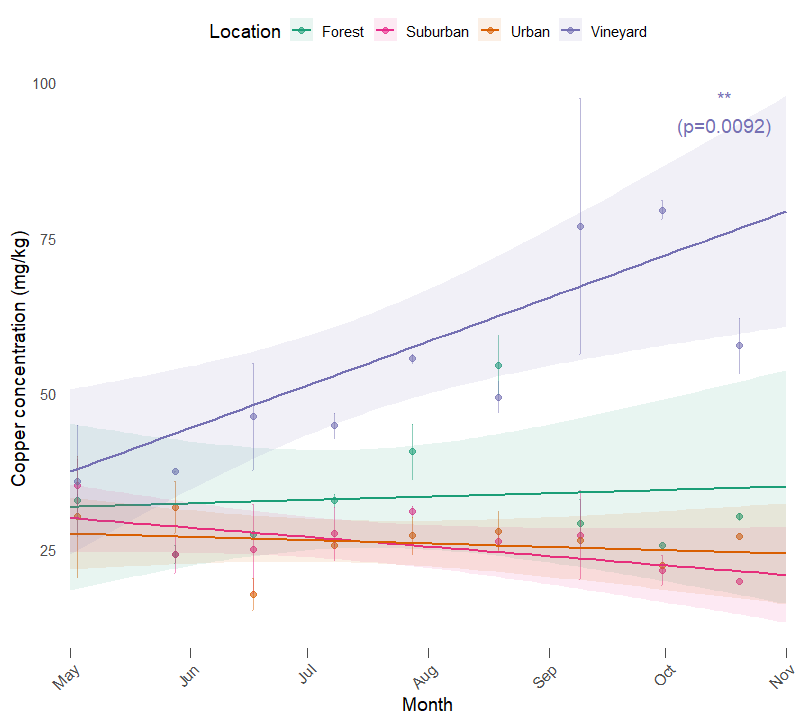 Location Forest Suburban Urban Vineyard
100
**
(p=0.0092)
75
50
25
Copper concentration (mg/kg)
May Jun Jul Aug Sep Oct Nov
Month